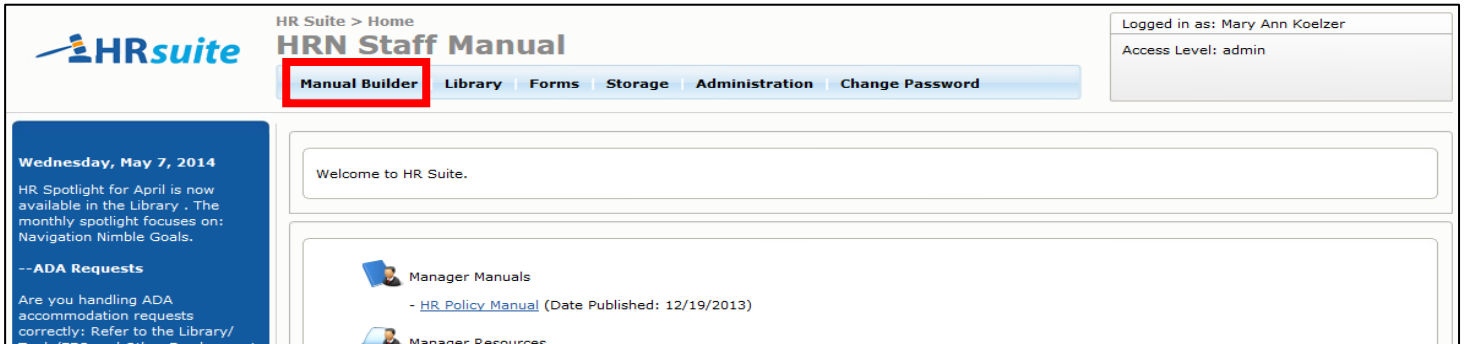 HRsuite
HR Suite > Home
HRN Staff Manual
Manual Builder Library Forms Storage Administration Change Password
Logged in as: Mary Ann Koelzer
Access Level: admin
Wednesday, May 7, 2014
HR Spotlight for April is now
available in the Library . The
monthly spotlight focuses on:
Navigation Nimble Goals.
--ADA Requests
Are you handling ADA
accommodation requests
correctly: Refer to the Library/
Welcome to HR Suite.
Manager Manuals
- HR Policy Manual (Date Published: 12/19/2013)
Manager Resources